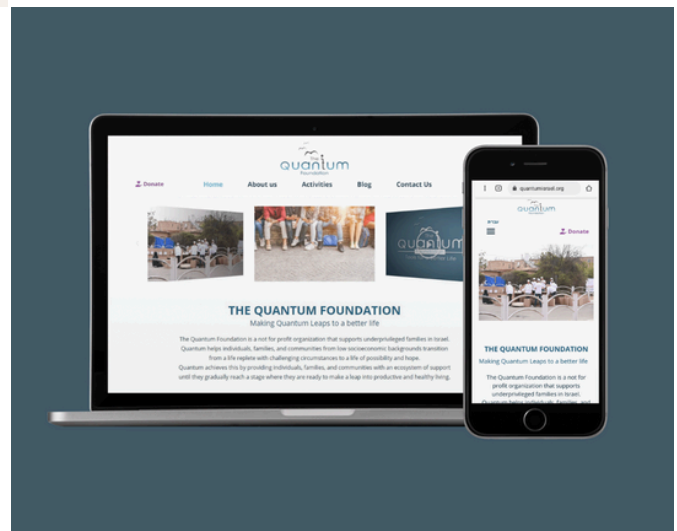 The
quantum
Foundation
Donate
Home About us Activities Blog Contact Us
quantum
THE QUANTUM FOUNDATION
Making Quantum Leaps to a better life
The Quantum Foundation is a not for profit organization that supports underprivileged families in Israel.
Quantum helps individuals, families, and communities from low socioeconomic backgrounds transition
from a life replete with challenging circumstances to a life of possibility and hope.
Quantum achieves this by providing individuals, families, and communities with an ecosystem of support
until they gradually reach a stage where they are ready to make a leap into productive and healthy living.
quantumisrael.org
quantum
עברית
Donate
THE QUANTUM FOUNDATION
Making Quantum Leaps to a better life
The Quantum Foundation is a not for
profit organization that supports
underprivileged families in Israel.
Quantum helps individuals, families, and